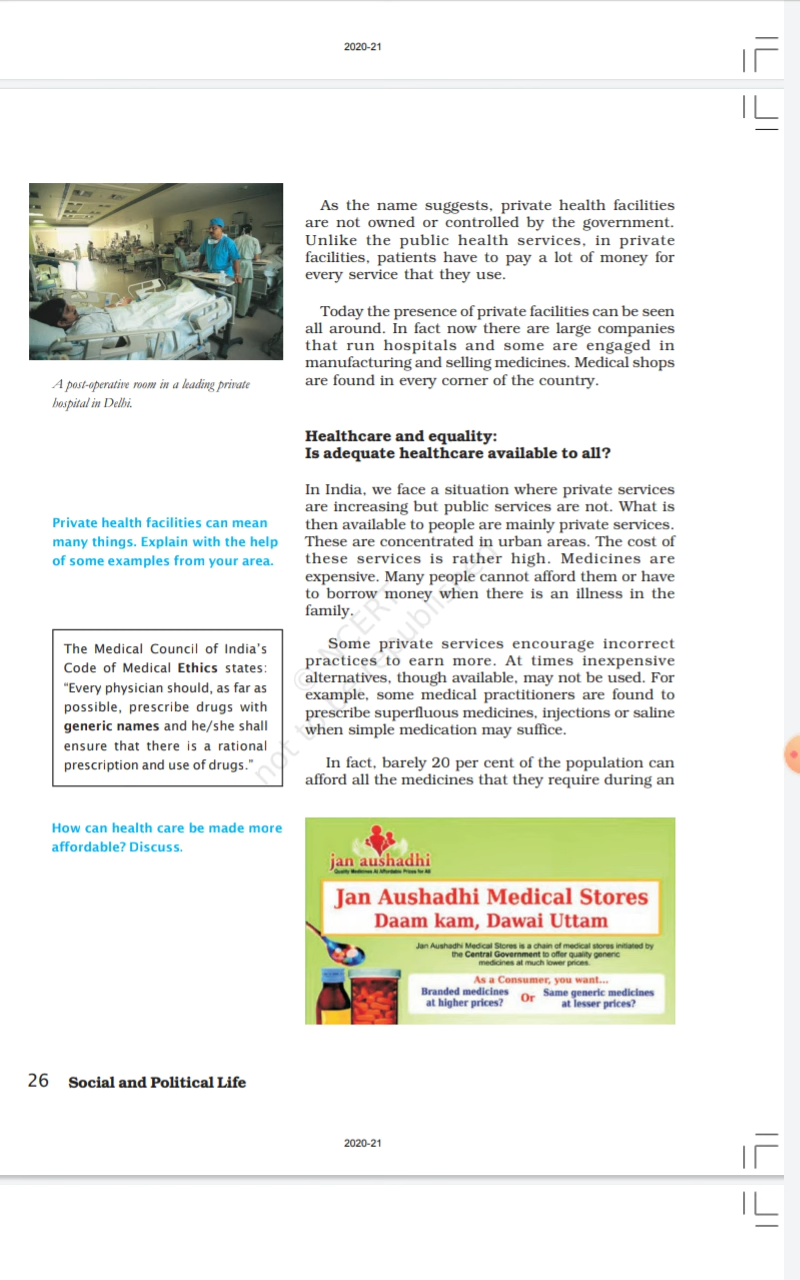 2020-21
As the name suggests, private health facilities
are not owned or controlled by the government.
Unlike the public health services, in private
facilities, patients have to pay a lot of money for
every service that they use.
Today the presence of private facilities can be seen
all around. In fact now there are large companies
that run hospitals and some are engaged in
manufacturing and selling medicines. Medical shops
are found in every corner of the country.
A post-operative room in a leading private
hospital in Delhi.
Healthcare and equality:
Is adequate healthcare available to all?
In India, we face a situation where private services
are increasing but public services are not. What is
then available to people are mainly private services.
These are concentrated in urban areas. The cost of
these services is rather high. Medicines are
expensive. Many people cannot afford them or have
to borrow money when there is an illness in the
family.
Private health facilities can mean
many things. Explain with the help
of some examples from your area.
The Medical Council of India's
Code of Medical Ethics states:
"Every physician should, as far as
possible, prescribe drugs with
generic names and he/she shall
ensure that there is a rational
prescription and use of drugs."
Some private services encourage incorrect
practices to earn more. At times inexpensive
alternatives, though available, may not be used. For
example, some medical practitioners are found to
prescribe superfluous medicines, injections or saline
when simple medication may suffice.
In fact, barely 20 per cent of the population can
afford all the medicines that they require during an
© NCERT
not to be republished
How can health care be made more
affordable? Discuss.
jan aushadhi
Quality Medicines At Affordable Prices for All
Jan Aushadhi Medical Stores
Daam kam, Dawai Uttam
Jan Aushadhi Medical Stores is a chain of medical stores initiated by
the Central Government to offer quality generic
medicines at much lower prices.
As a Consumer, you want...
Branded medicines
at higher prices?
Or
Same generic medicines
at lesser prices?
26 Social and Political Life
2020-21